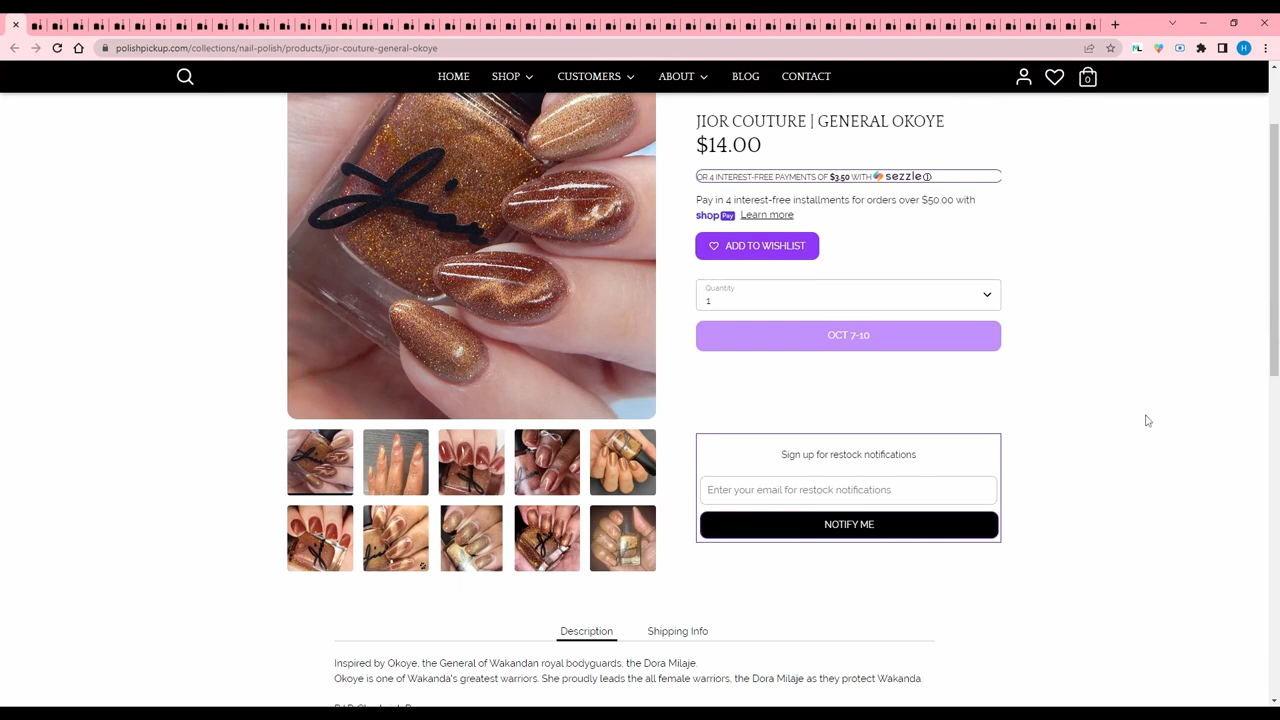 polishpickup.com/collections/nail-polish/products/jior-couture-general-okoye
HOME SHOP CUSTOMERS ABOUT BLOG CONTACT
0
JIOR COUTURE | GENERAL OKOYE
$14.00
OR 4 INTEREST-FREE PAYMENTS OF $3.50 WITH sezzle
Pay in 4 interest-free installments for orders over $50.00 with
shop Pay Learn more
ADD TO WISHLIST
Quantity
1
OCT 7-10
Sign up for restock notifications
Enter your email for restock notifications
NOTIFY ME
Description Shipping Info
Inspired by Okoye, the General of Wakandan royal bodyguards, the Dora Milaje.
Okoye is one of Wakanda's greatest warriors. She proudly leads the all female warriors, the Dora Milaje as they protect Wakanda.